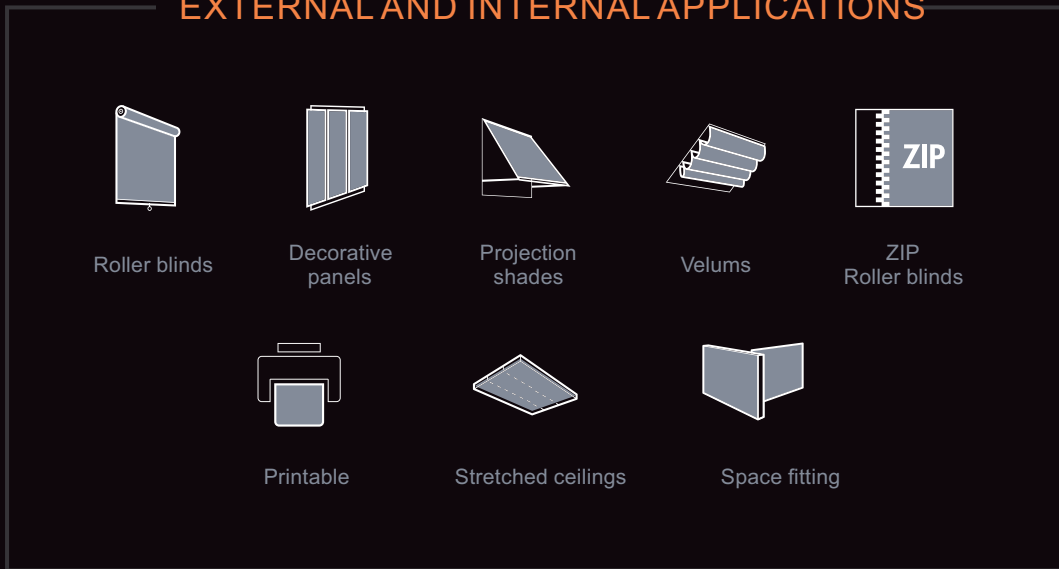 EXTERNAL AND INTERNAL APPLICATIONS
ZIP
Roller blinds
Decorative
panels
Projection
shades
Velums
ZIP
Roller blinds
Printable
Stretched ceilings
Space fitting